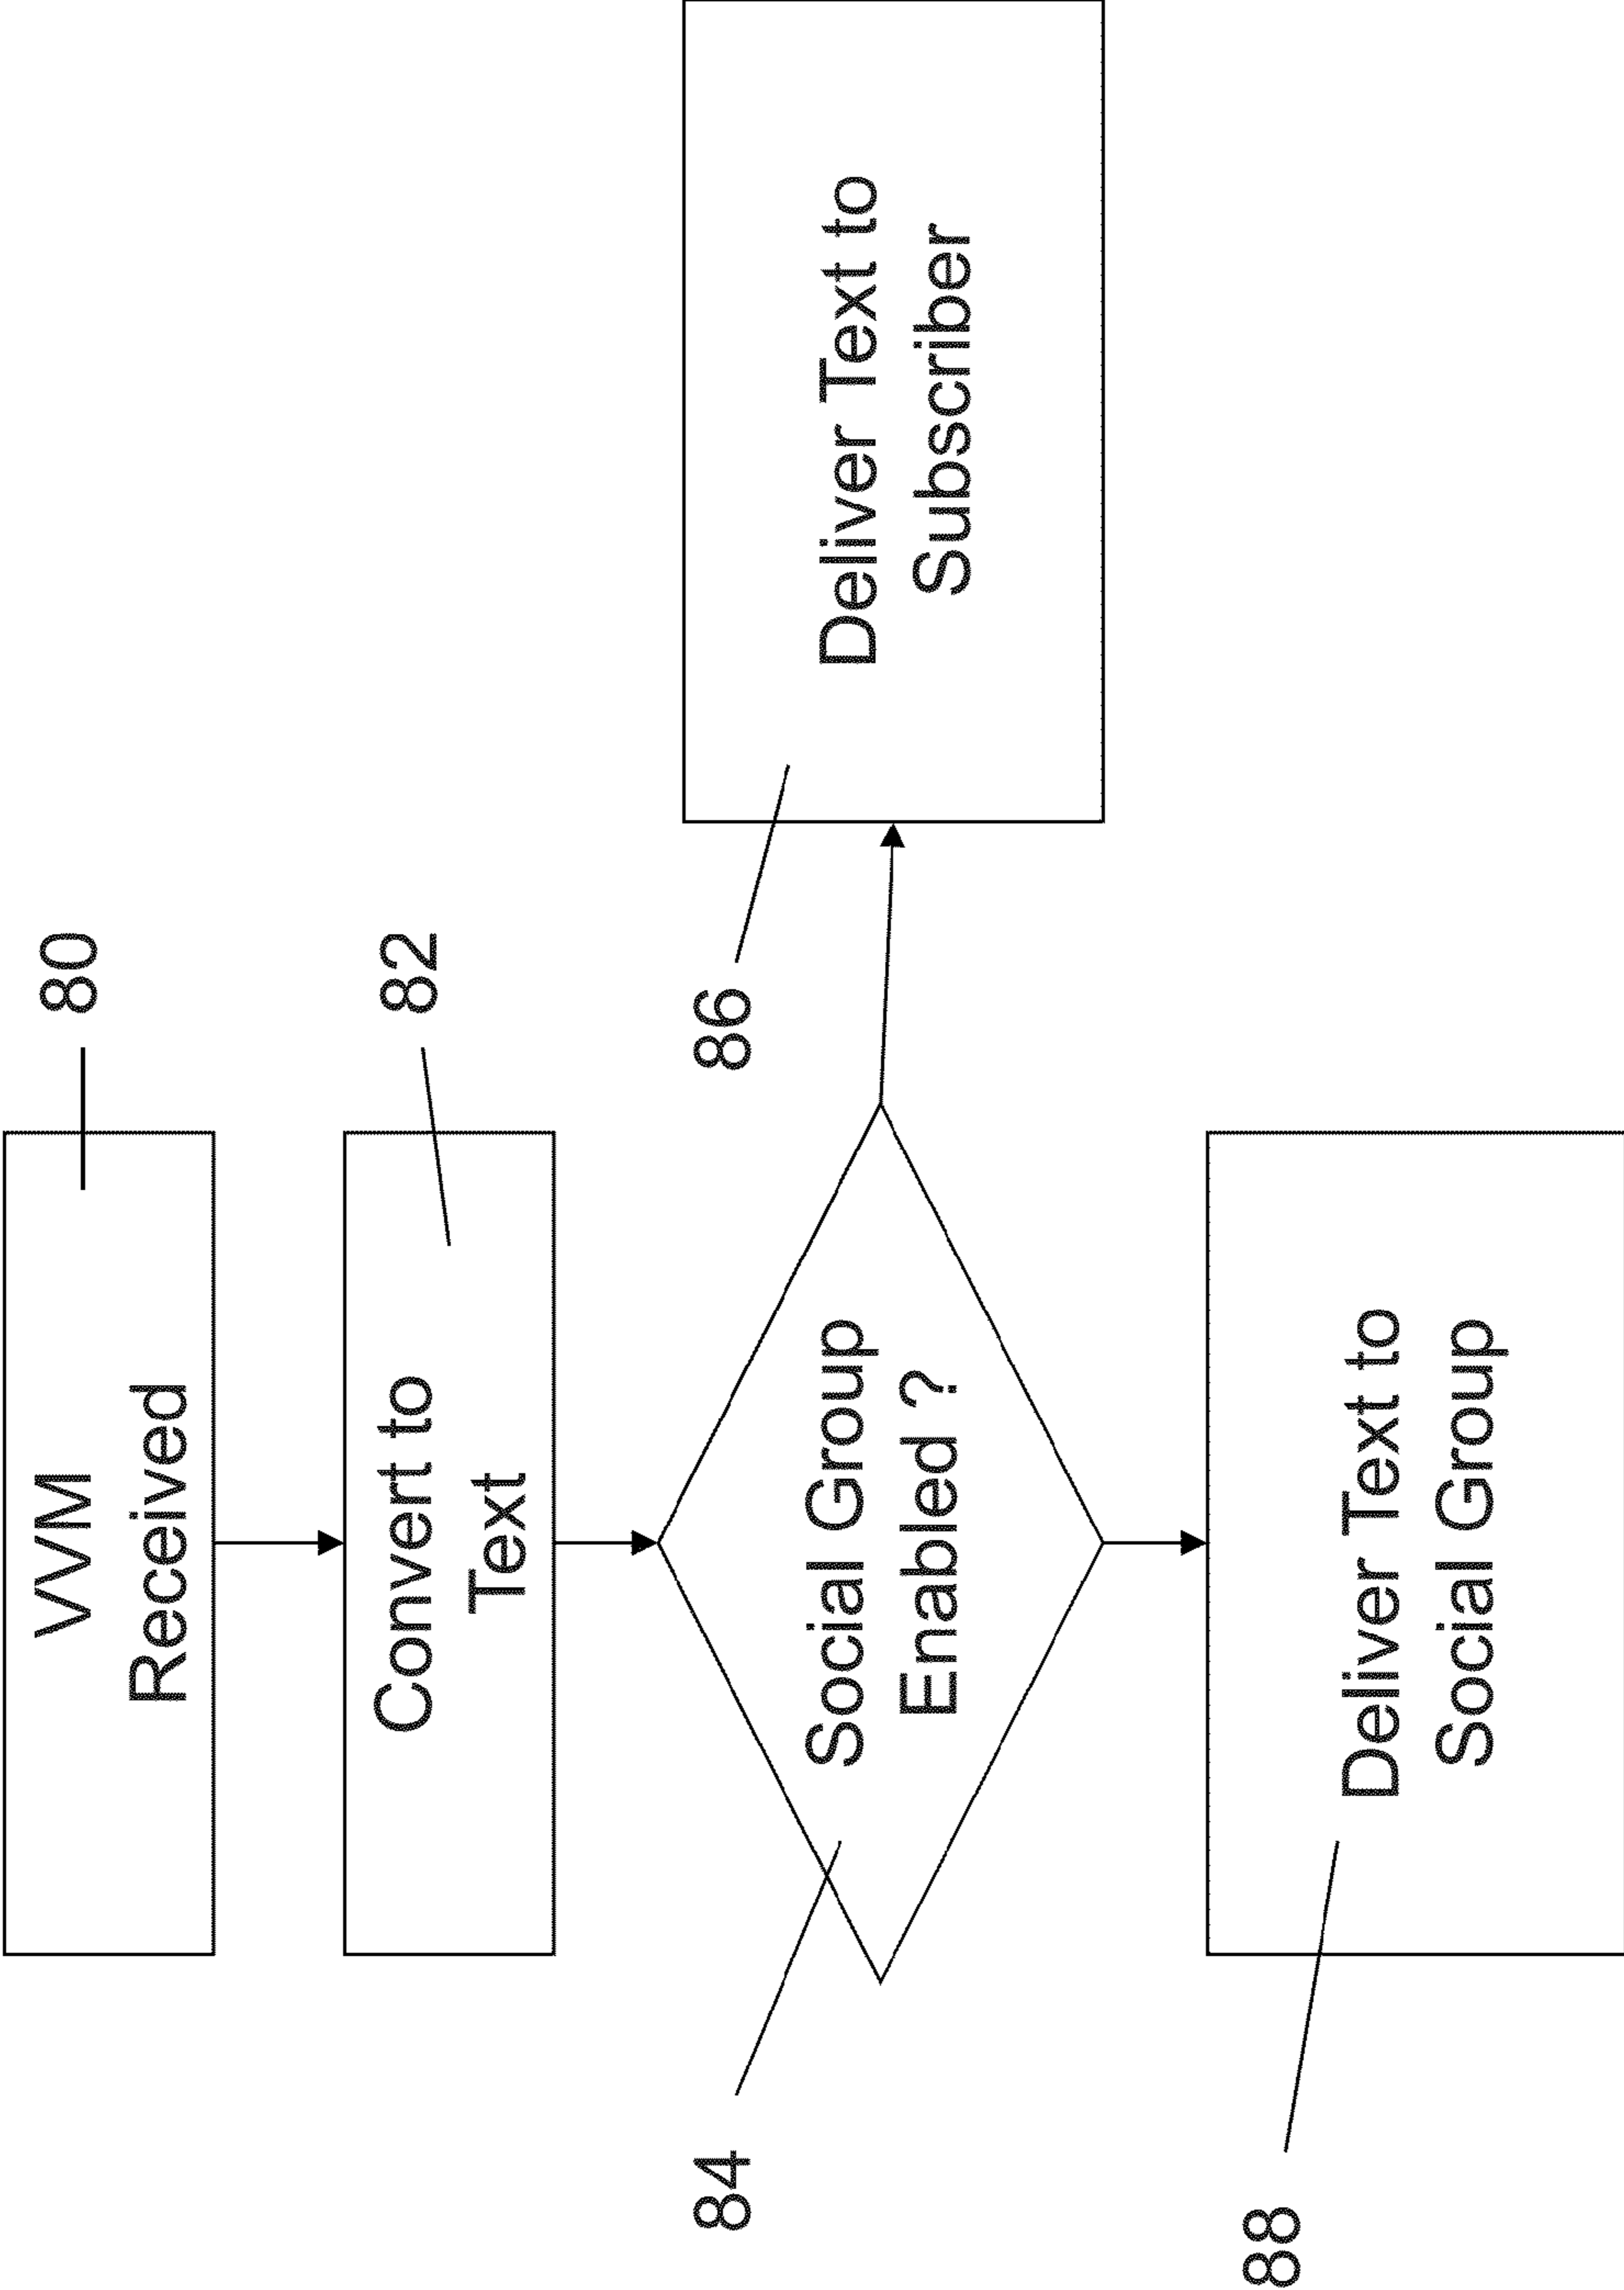 VVM
Received
80
Convert to
Text
82
84
Social Group
Enabled ?
86
Deliver Text to
Subscriber
88
Deliver Text to
Social Group